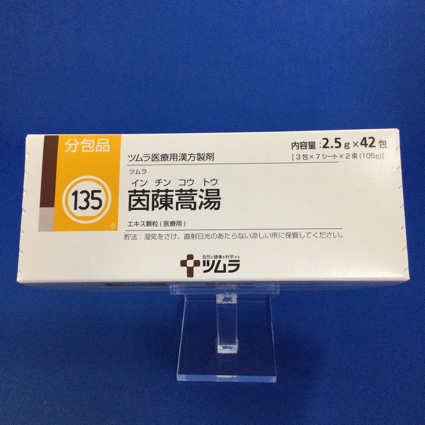 分包品
135
ツムラ医療用漢方製剤
ツムラ
イン チン コウ トウ
茵蔯蒿湯
エキス顆粒(医療用)
貯法:湿気をさけ、直射日光のあたらない涼しい所に保管してください。
内容量:2.5g×42包
[3包×7シート×2束(105g)]
自然と健康を科学する
ツムラ